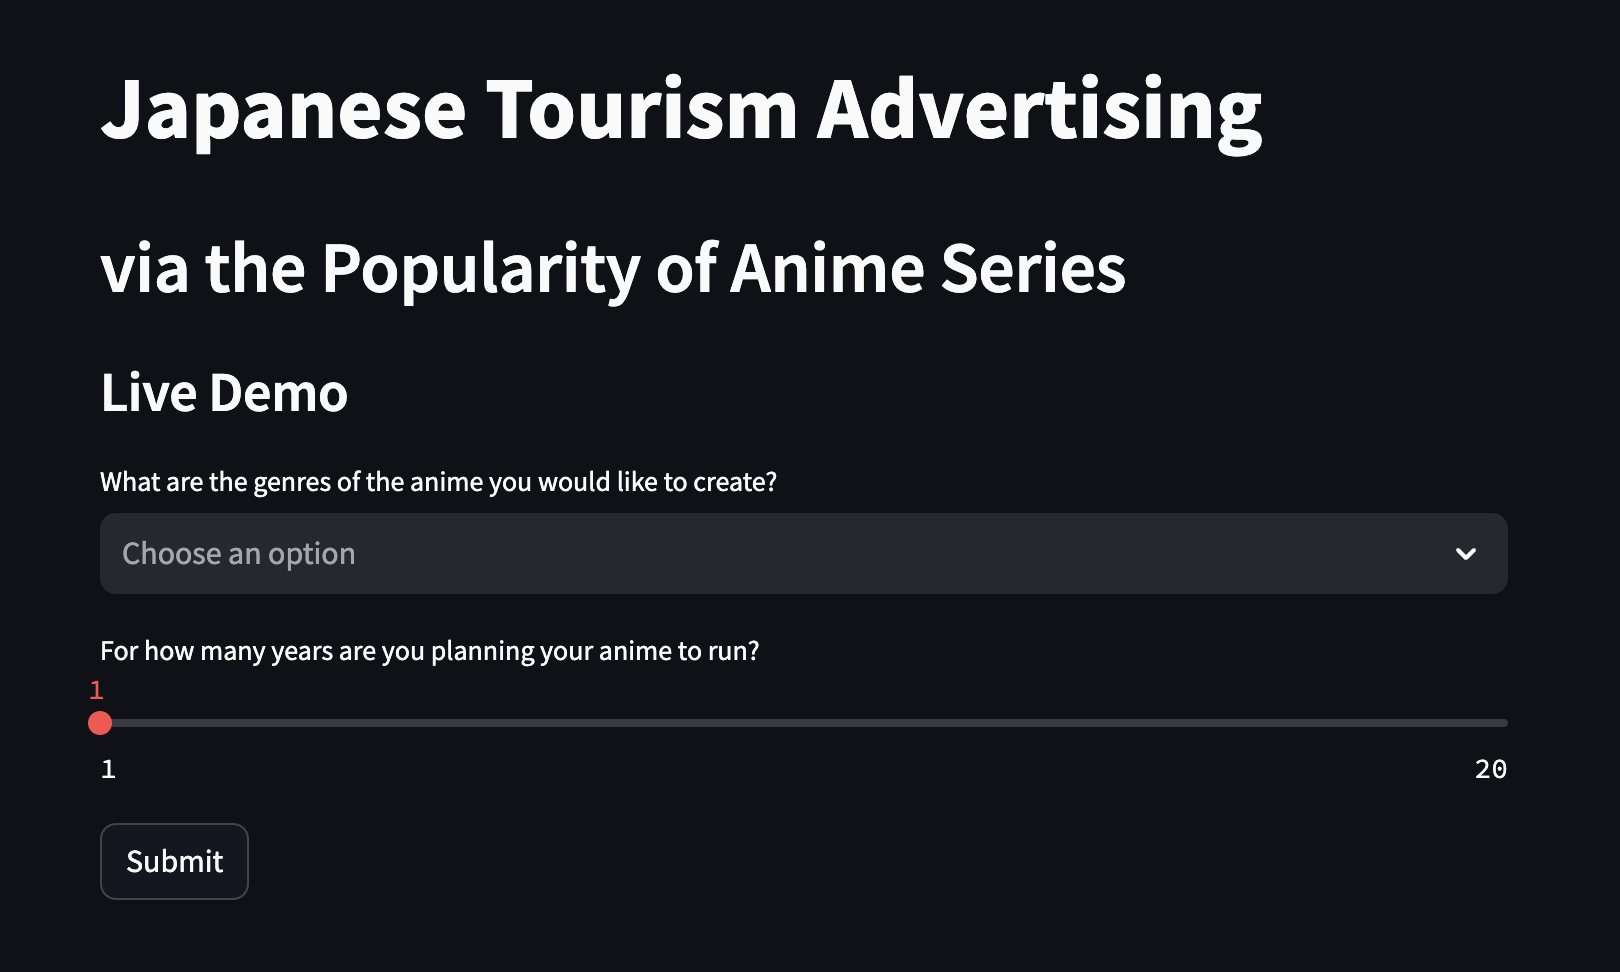 Japanese Tourism Advertising
via the Popularity of Anime Series
Live Demo
What are the genres of the anime you would like to create?
Choose an option
For how many years are you planning your anime to run?
1
1
20
Submit